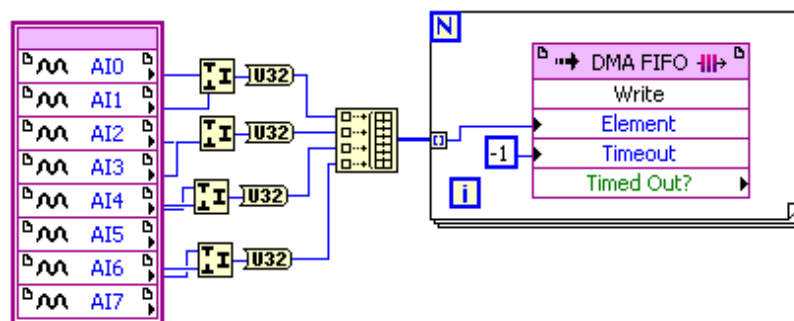 AI0
AI1
AI2
AI3
AI4
AI5
AI6
AI7
U32
U32
U32
U32
N
i
DMA FIFO
Write
Element
-1
Timeout
Timed Out?